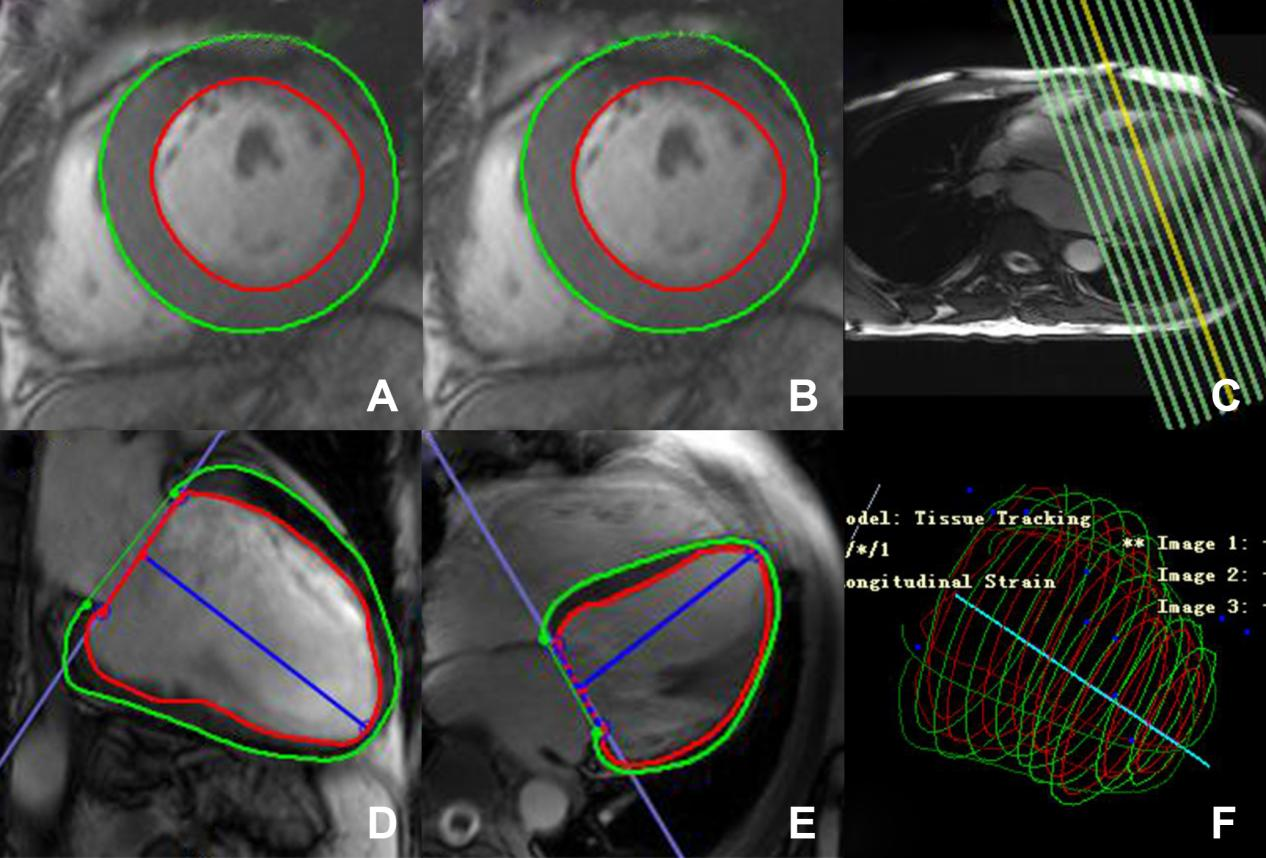 A
B
C
D
E
odel: Tissue Tracking
/*/1
ongitudinal Strain
** Image 1: -
Image 2: -
Image 3: -
F